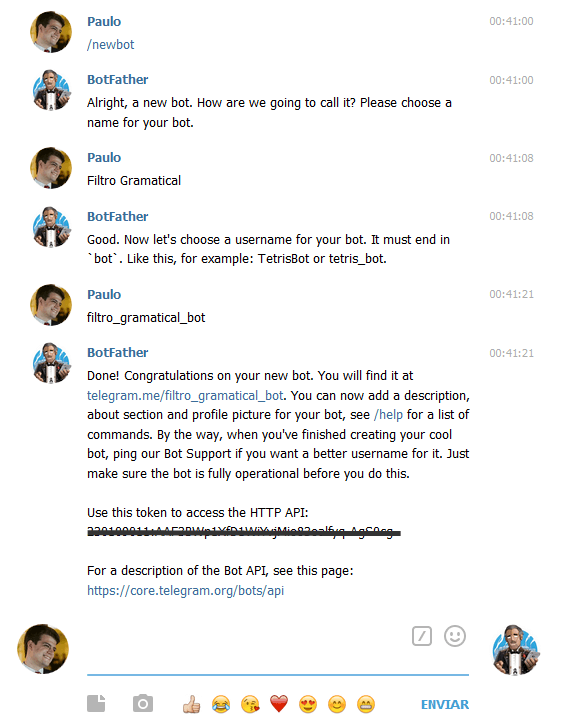 Paulo 00:41:00
/newbot
BotFather 00:41:00
Alright, a new bot. How are we going to call it? Please choose a
name for your bot.
Paulo 00:41:08
Filtro Gramatical
BotFather 00:41:08
Good. Now let's choose a username for your bot. It must end in
`bot`. Like this, for example: TetrisBot or tetris_bot.
Paulo 00:41:21
filtro_gramatical_bot
BotFather 00:41:21
Done! Congratulations on your new bot. You will find it at
telegram.me/filtro_gramatical_bot. You can now add a description,
about section and profile picture for your bot, see /help for a list of
commands. By the way, when you've finished creating your cool
bot, ping our Bot Support if you want a better username for it. Just
make sure the bot is fully operational before you do this.
Use this token to access the HTTP API:
For a description of the Bot API, see this page:
https://core.telegram.org/bots/api
ENVIAR